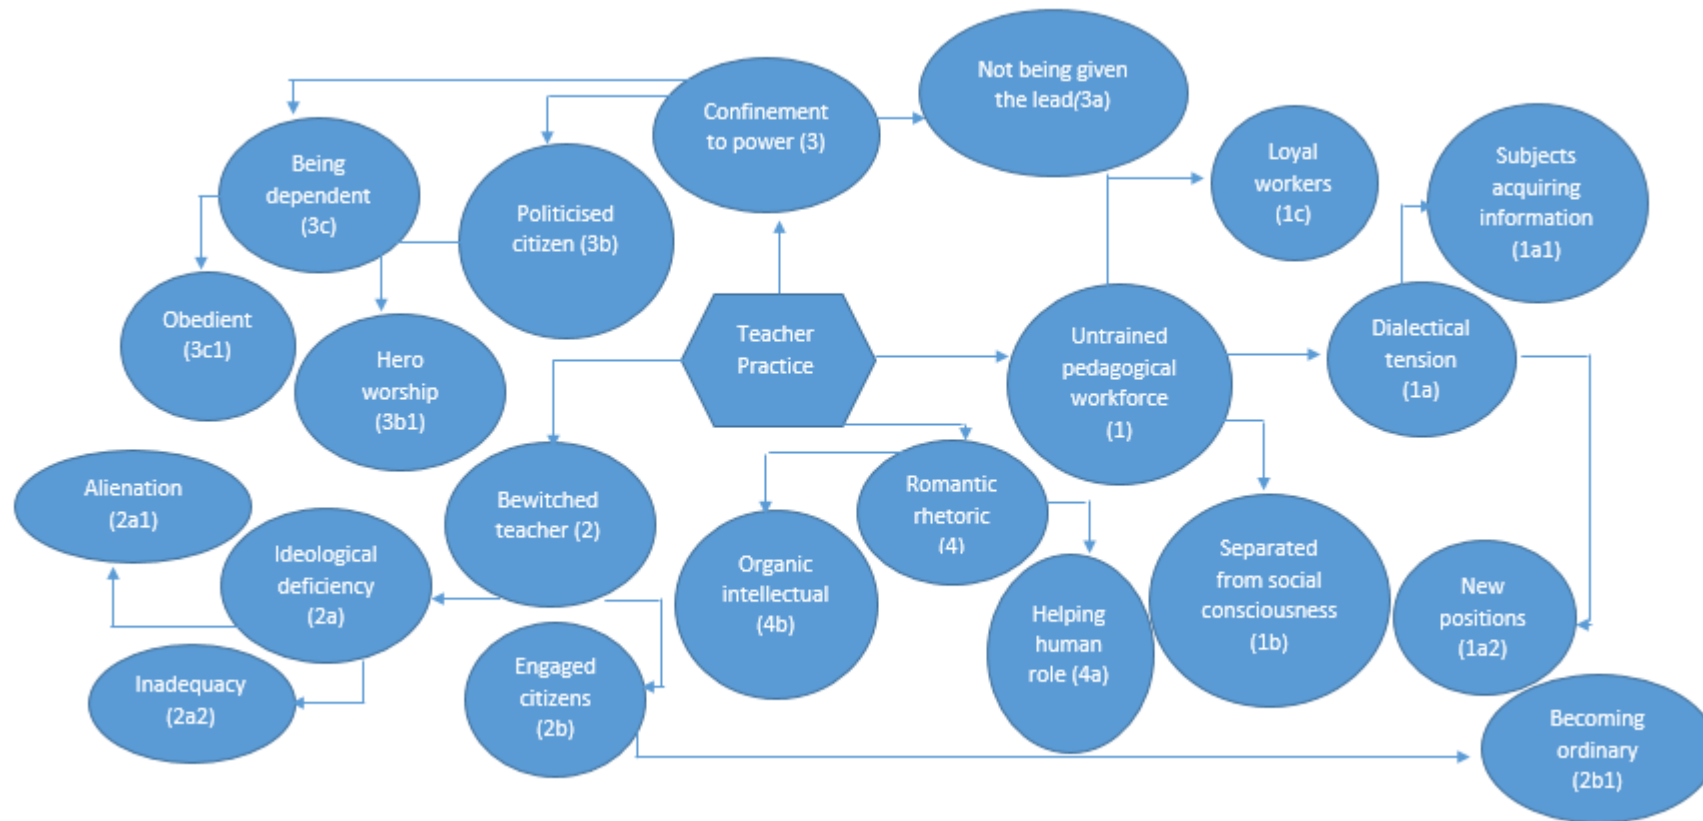 Not being given
the lead(3a)
Confinement
to power (3)
Loyal
workers
(1c)
Subjects
acquiring
information
(1a1)
Being
dependent
(3c)
Politicised
citizen (3b)
Obedient
(3c1)
Hero
worship
(3b1)
Teacher
Practice
Untrained
pedagogical
workforce
(1)
Dialectical
tension
(1a)
Alienation
(2a1)
Bewitched
teacher (2)
Romantic
rhetoric
(4)
Ideological
deficiency
(2a)
Organic
intellectual
(4b)
Separated
from social
consciousness
(1b)
New
positions
(1a2)
Helping
human
role (4a)
Inadequacy
(2a2)
Engaged
citizens
(2b)
Becoming
ordinary
(2b1)